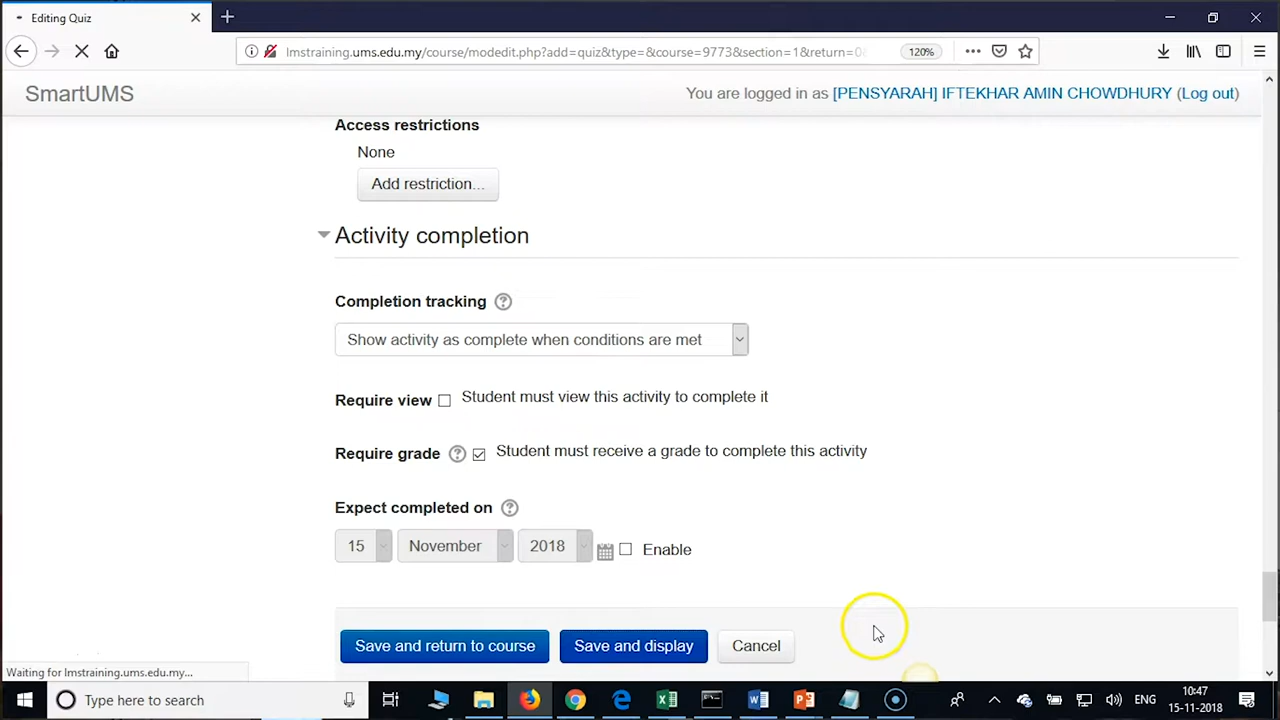 Editing Quiz
lmstraining.ums.edu.my/course/modedit.php?add=quiz&type=&course=9773&section=1&return=0&
120%
SmartUMS
You are logged in as [PENSYARAH] IFTEKHAR AMIN CHOWDHURY (Log out)
Access restrictions
None
Add restriction...
Activity completion
Completion tracking
Show activity as complete when conditions are met
Require view Student must view this activity to complete it
Require grade Student must receive a grade to complete this activity
Expect completed on
15 November 2018 Enable
Save and return to course Save and display Cancel
Waiting for lmstraining.ums.edu.my...
Type here to search
ENG
10:47
15-11-2018